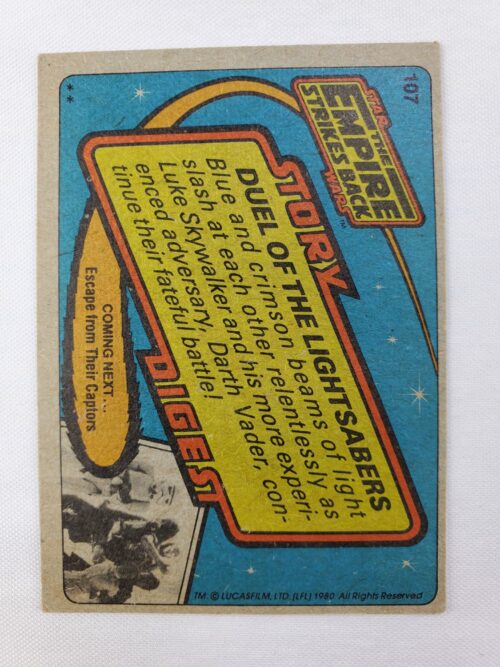 107
STAR
THE
EMPIRE
STRIKES BACK
WARS™
STORY
DUEL OF THE LIGHTSABERS
Blue and crimson beams of light
slash at each other relentlessly as
Luke Skywalker and his more experi-
enced adversary, Darth Vader, con-
tinue their fateful battle!
DIGEST
COMING NEXT...
Escape from Their Captors
**
TM: © LUCASFILM, LTD. (LFL) 1980. All Rights Reserved